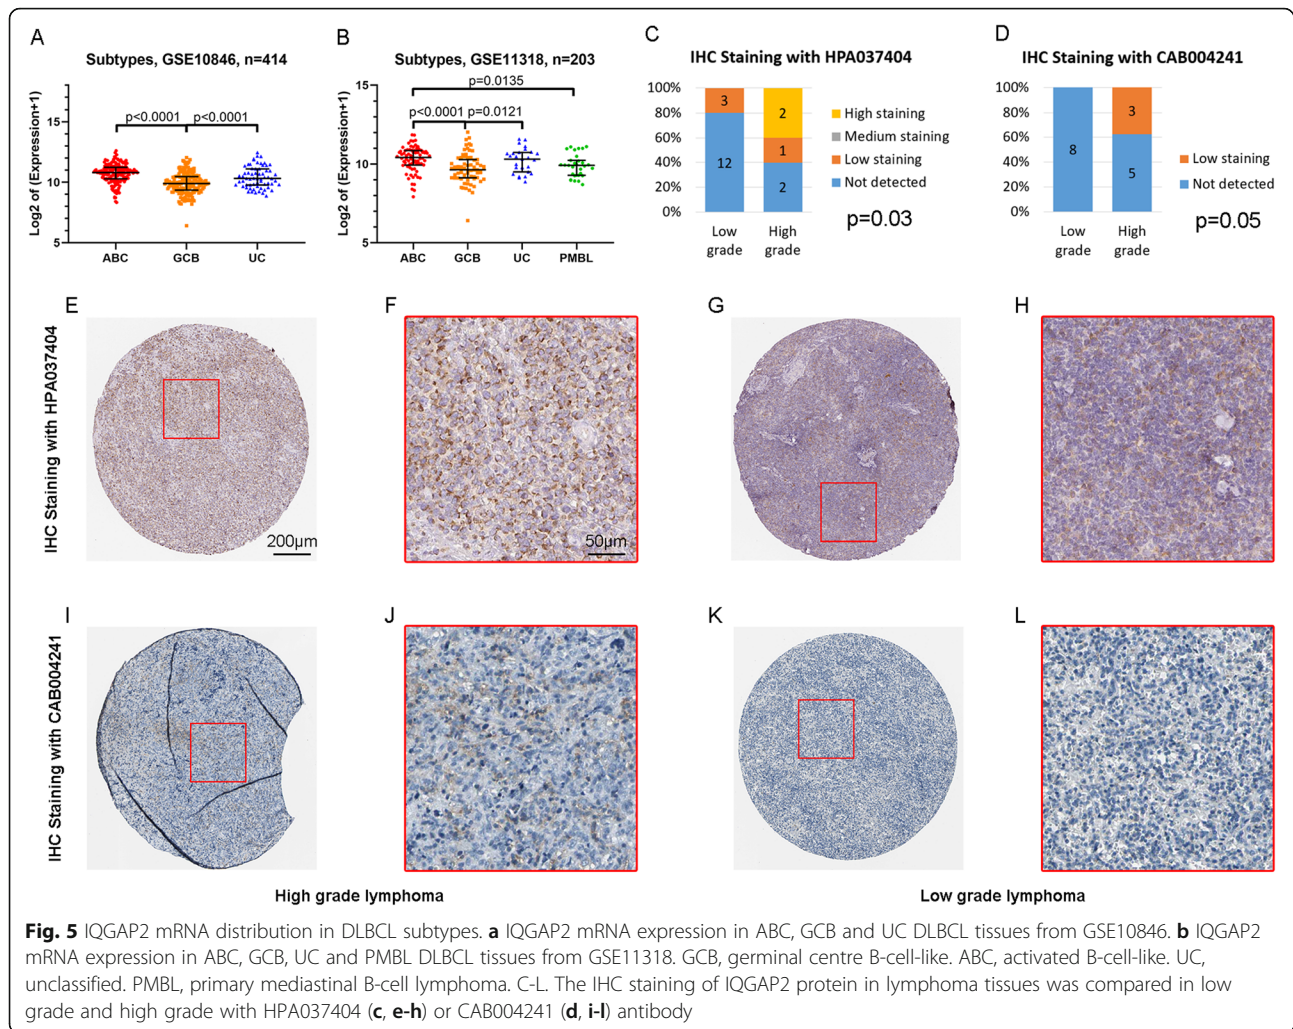 A
Subtypes, GSE10846, n=414
Log2 of (Expression+1)
15
10
5
p<0.0001
p<0.0001
ABC
GCB
UC
B
Subtypes, GSE11318, n=203
Log2 of (Expression+1)
15
10
5
p=0.0135
p<0.0001
p=0.0121
ABC
GCB
UC
PMBL
C
IHC Staining with HPA037404
100%
80%
60%
40%
20%
0%
3
12
2
1
2
Low
grade
High
grade
High staining
Medium staining
Low staining
Not detected
p=0.03
D
IHC Staining with CAB004241
100%
80%
60%
40%
20%
0%
8
3
5
Low
grade
High
grade
Low staining
Not detected
p=0.05
IHC Staining with HPA037404
E
200μm
F
50μm
G
H
IHC Staining with CAB004241
I
J
K
L
High grade lymphoma
Low grade lymphoma
Fig. 5 IQGAP2 mRNA distribution in DLBCL subtypes. a IQGAP2 mRNA expression in ABC, GCB and UC DLBCL tissues from GSE10846. b IQGAP2
mRNA expression in ABC, GCB, UC and PMBL DLBCL tissues from GSE11318. GCB, germinal centre B-cell-like. ABC, activated B-cell-like. UC,
unclassified. PMBL, primary mediastinal B-cell lymphoma. C-L. The IHC staining of IQGAP2 protein in lymphoma tissues was compared in low
grade and high grade with HPA037404 (c, e-h) or CAB004241 (d, i-l) antibody